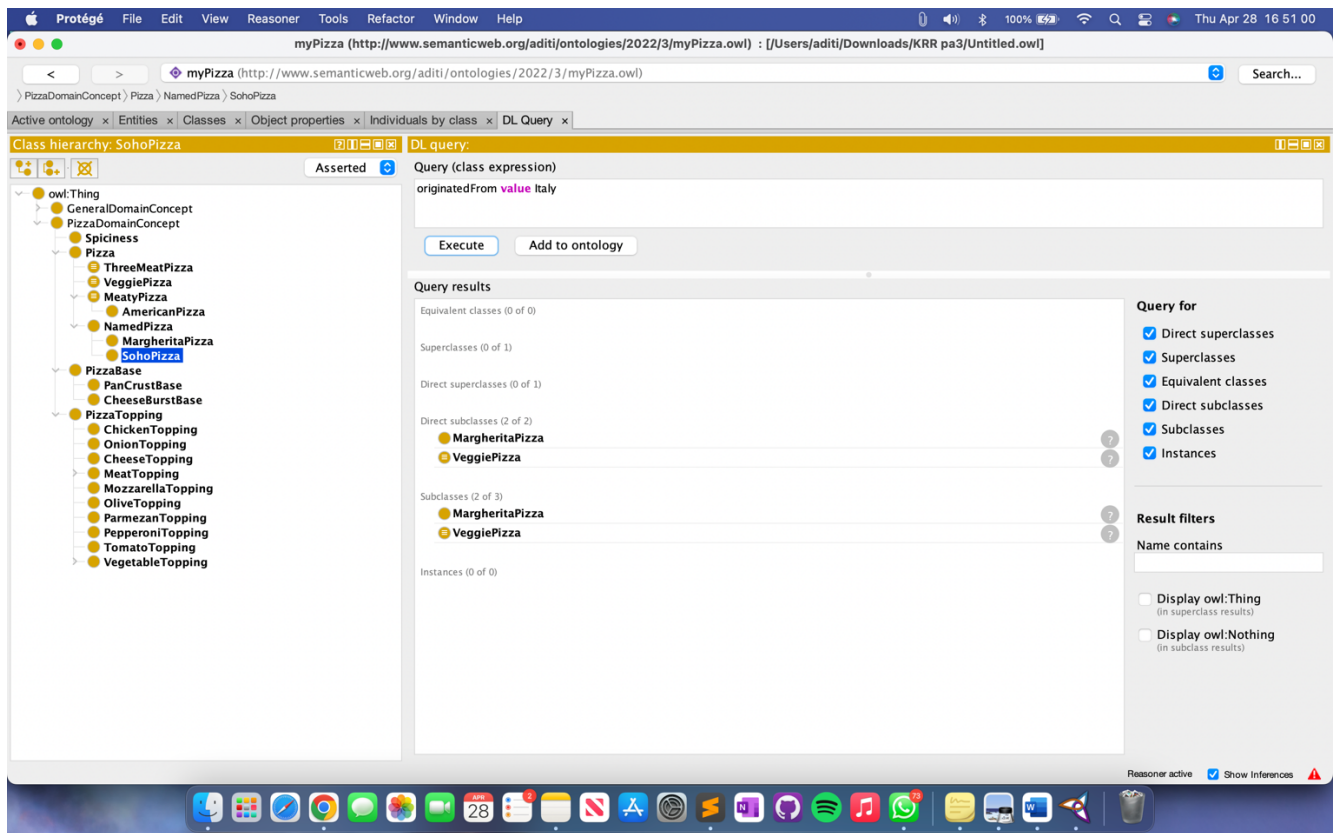 Protégé File Edit View Reasoner Tools Refactor Window Help 100% Thu Apr 28 16 51 00
myPizza (http://www.semanticweb.org/aditi/ontologies/2022/3/myPizza.owl) : [/Users/aditi/Downloads/KRR pa3/Untitled.owl]
< > myPizza (http://www.semanticweb.org/aditi/ontologies/2022/3/myPizza.owl) Search...
〉PizzaDomainConcept〉Pizza〉NamedPizza〉SohoPizza
Active ontology × Entities × Classes × Object properties × Individuals by class × DL Query ×
Class hierarchy: SohoPizza
Asserted
owl:Thing
GeneralDomainConcept
PizzaDomainConcept
Spiciness
Pizza
ThreeMeatPizza
VeggiePizza
MeatyPizza
AmericanPizza
NamedPizza
MargheritaPizza
SohoPizza
PizzaBase
PanCrustBase
CheeseBurstBase
PizzaTopping
ChickenTopping
OnionTopping
CheeseTopping
MeatTopping
MozzarellaTopping
OliveTopping
ParmezanTopping
PepperoniTopping
TomatoTopping
VegetableTopping
DL query:
Query (class expression)
originatedFrom value Italy
Execute Add to ontology
Query results
Equivalent classes (0 of 0)
Superclasses (0 of 1)
Direct superclasses (0 of 1)
Direct subclasses (2 of 2)
MargheritaPizza ?
VeggiePizza ?
Subclasses (2 of 3)
MargheritaPizza ?
VeggiePizza ?
Instances (0 of 0)
Query for
Direct superclasses
Superclasses
Equivalent classes
Direct subclasses
Subclasses
Instances
Result filters
Name contains
Display owl:Thing
(in superclass results)
Display owl:Nothing
(in subclass results)
Reasoner active Show Inferences
APR
28
2
73